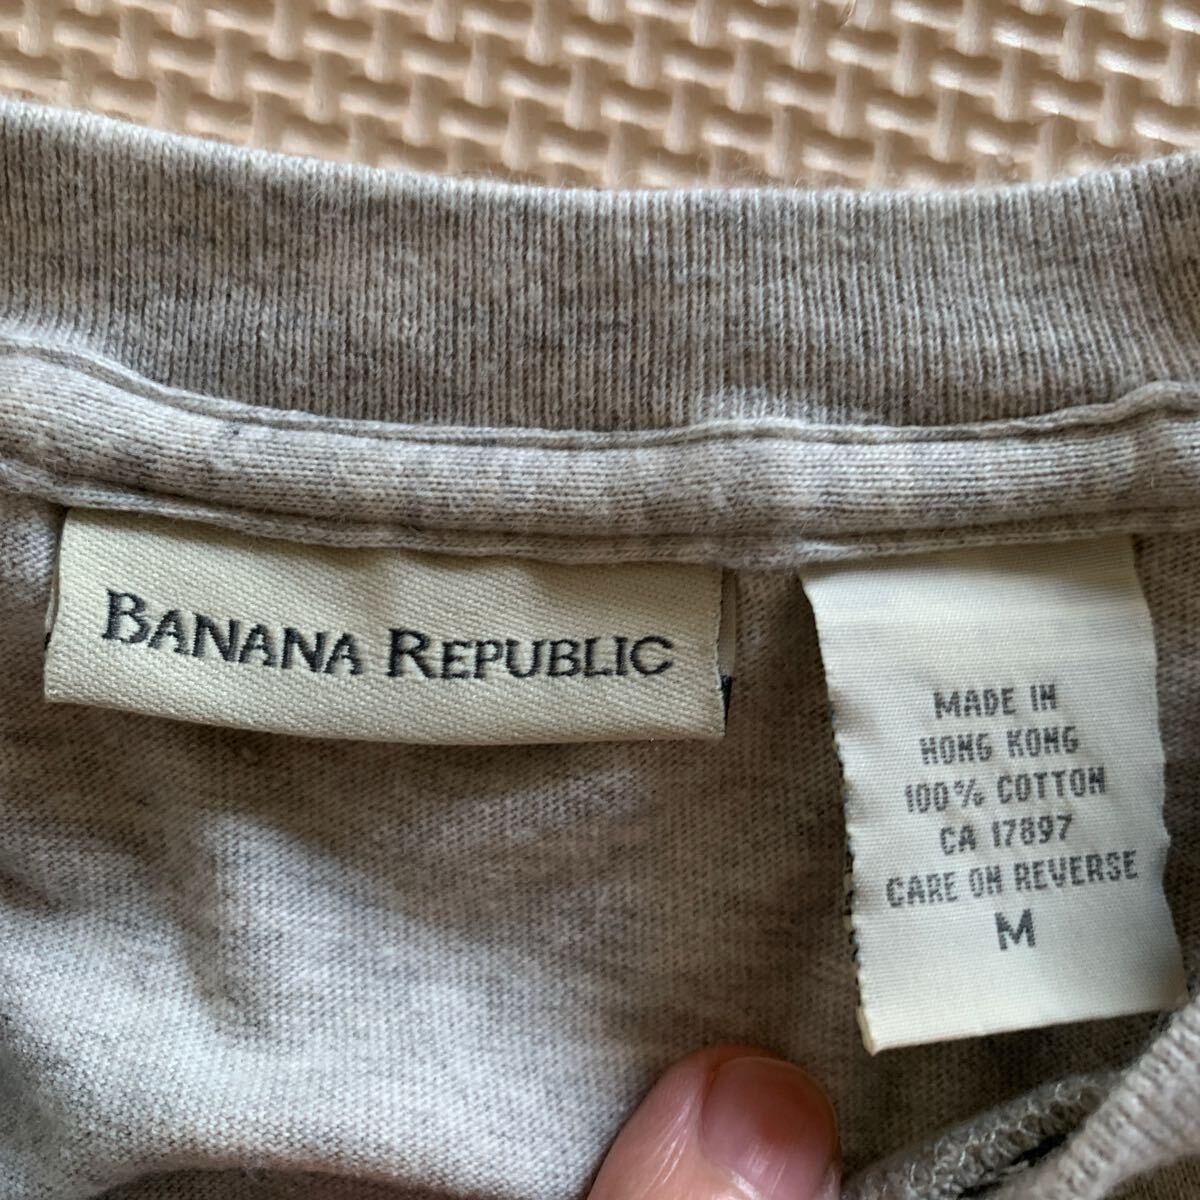 BANANA REPUBLIC
MADE IN
HONG KONG
100% COTTON
CA 17897
CARE ON REVERSE
M